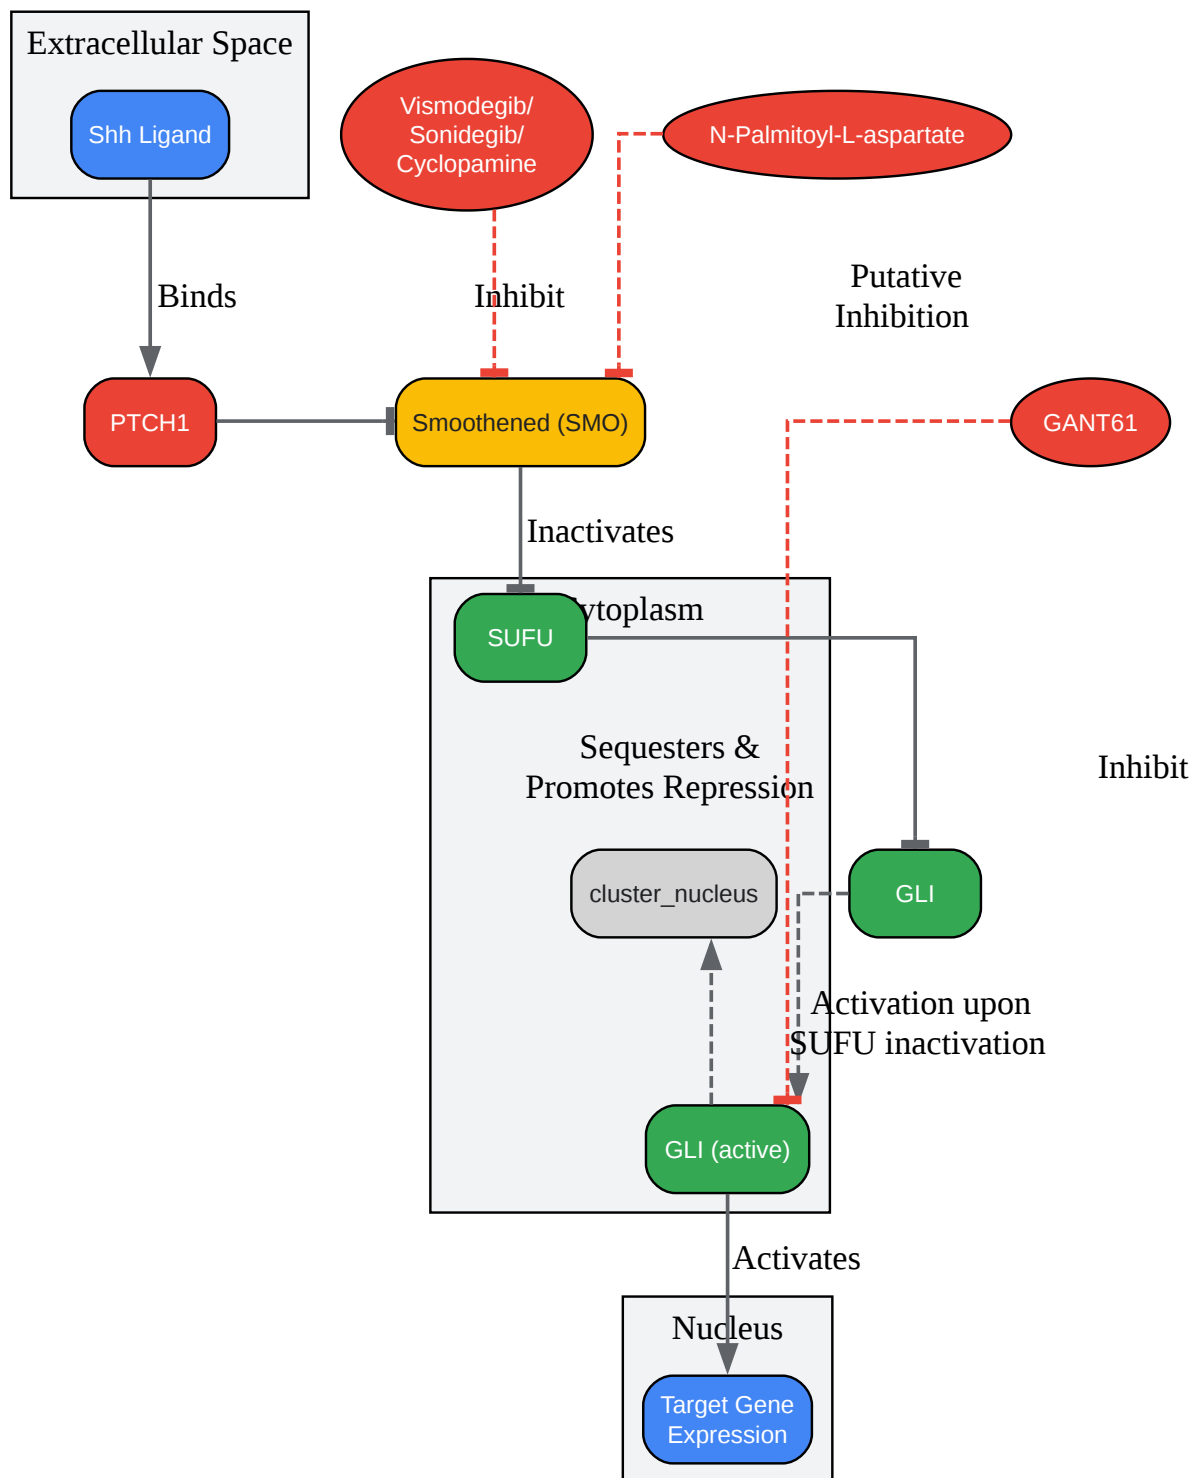 Extracellular Space
Shh Ligand
Vismodegib/
Sonidegib/
Cyclopamine
N-Palmitoyl-L-aspartate
Binds
Inhibit
Putative
Inhibition
PTCH1
Smoothened (SMO)
GANT61
Inactivates
ytoplasm
SUFU
Sequesters &
Promotes Repression
Inhibit
cluster_nucleus
GLI
Activation upon
SUFU inactivation
GLI (active)
Activates
Nucleus
Target Gene
Expression